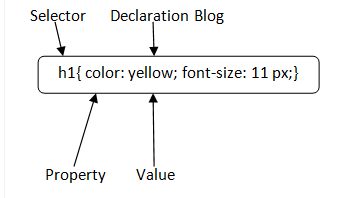 Selector Declaration Blog
h1{ color: yellow; font-size: 11 px;}
Property Value